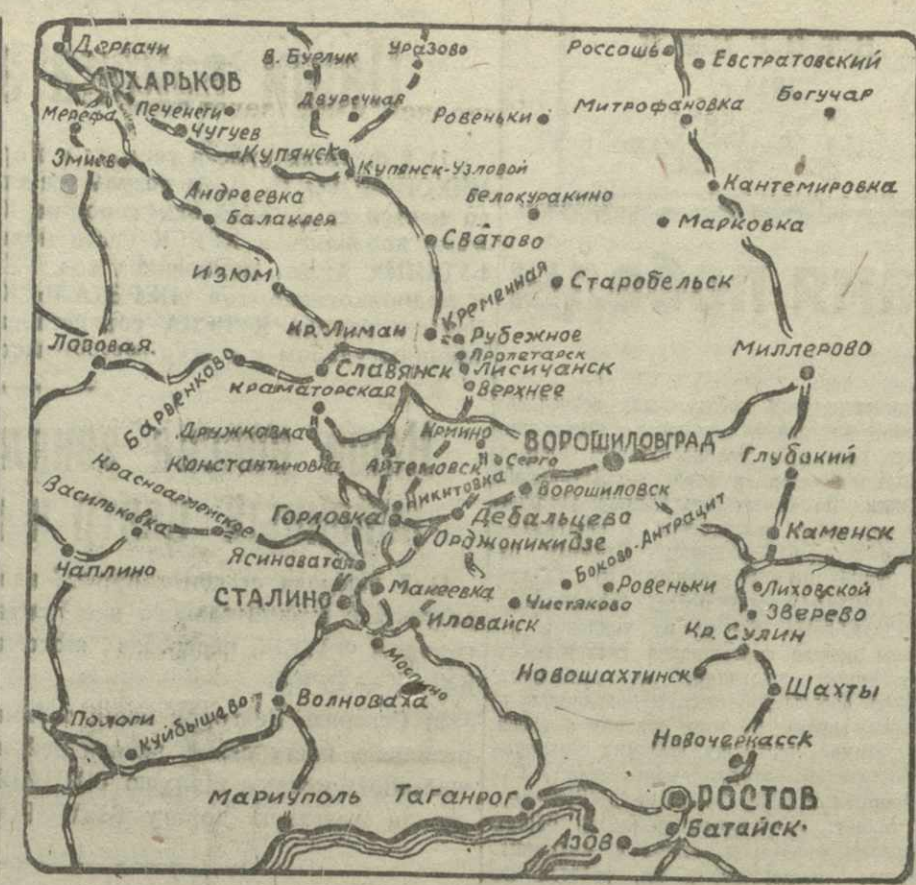 Дергачи
ХАРЬКОВ
В. Бурлук
Уразово
Россошь
Евстратовский
Богучар
Мерефа
Печенеги
Чугуев
Двуречная
Ровеньки
Митрофановка
Змиев
Купянск
Купянск-Узловой
Андреевка
Балаклея
Белокуракино
Кантемировка
Марковка
Сватово
Изюм
Старобельск
Кременная
Кр. Лиман
Рубежное
Пролетарск
Лозовая
Славянск
Лисичанск
Миллерово
Барвенково
Краматорская
Верхнее
Дружковка
Ирмино
ВОРОШИЛОВГРАД
Константиновка
Артемовск
Серго
Глубокий
Красноармейское
Васильковка
Никитовка
Ворошиловск
Горловка
Дебальцево
Каменск
Орджоникидзе
Боково-Антрацит
Чаплино
Ясиноватая
Макеевка
Ровеньки
Лиховской
СТАЛИНО
Чистяково
Зверево
Иловайск
Кр. Сулин
Моспино
Новошахтинск
Шахты
Волноваха
Пологи
Куйбышево
Новочеркасск
Мариуполь
Таганрог
РОСТОВ
Батайск
Азов